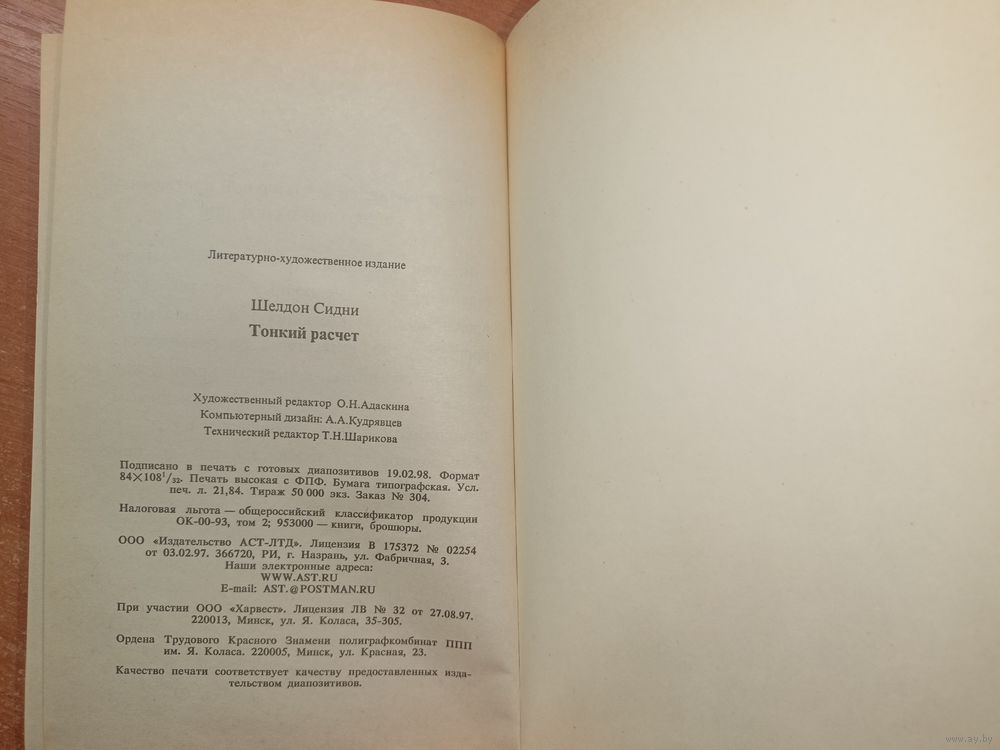 Литературно-художественное издание
Шелдон Сидни
Тонкий расчет
Художественный редактор О.Н.Адаскина
Компьютерный дизайн: А.А.Кудрявцев
Технический редактор Т.Н.Шарикова
Подписано в печать с готовых диапозитивов 19.02.98. Формат
84×108¹/₃₂. Печать высокая с ФПФ. Бумага типографская. Усл.
печ. л. 21,84. Тираж 50 000 экз. Заказ № 304.
Налоговая льгота — общероссийский классификатор продукции
ОК-00-93, том 2; 953000 — книги, брошюры.
ООО «Издательство АСТ-ЛТД». Лицензия В 175372 № 02254
от 03.02.97. 366720, РИ, г. Назрань, ул. Фабричная, 3.
Наши электронные адреса:
WWW.AST.RU
E-mail: AST.@POSTMAN.RU
При участии ООО «Харвест». Лицензия ЛВ № 32 от 27.08.97.
220013, Минск, ул. Я. Коласа, 35-305.
Ордена Трудового Красного Знамени полиграфкомбинат ППП
им. Я. Коласа. 220005, Минск, ул. Красная, 23.
Качество печати соответствует качеству предоставленных изда-
тельством диапозитивов.
www.ay.by